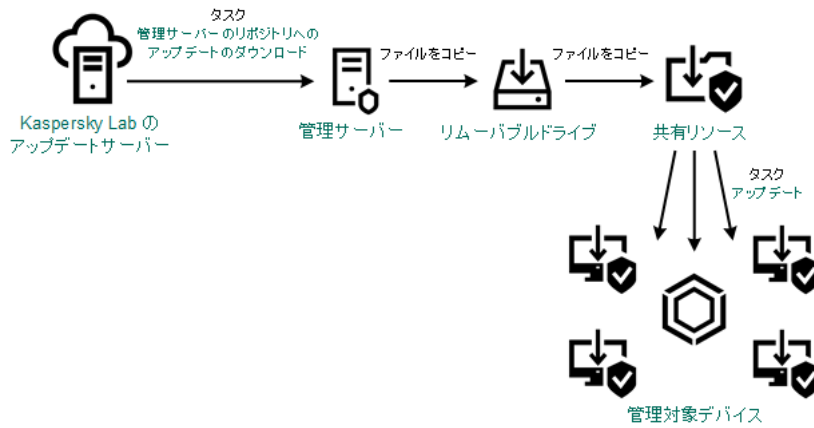 タスク
管理サーバーのリポジトリへの
アップデートのダウンロード
ファイルをコピー
ファイルをコピー
Kaspersky Lab の
アップデートサーバー
管理サーバー
リムーバブルドライブ
共有リソース
タスク
アップデート
管理対象デバイス